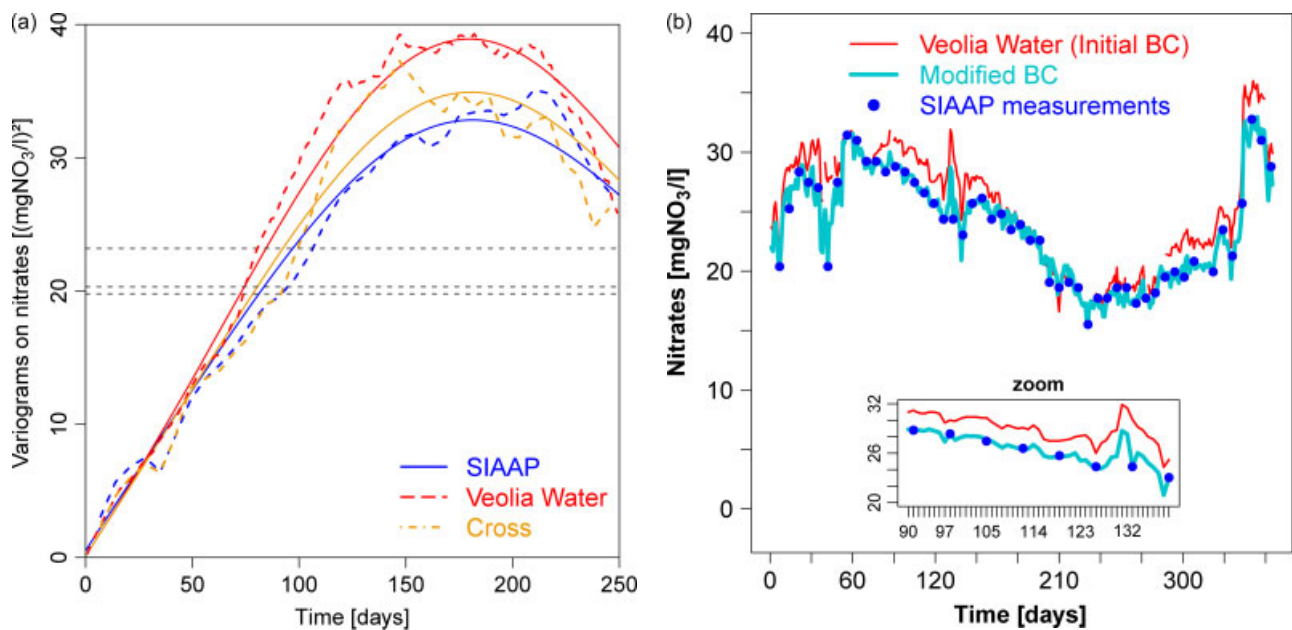 (a)
Variograms on nitrates [(mgNO₃/l)²]
40
30
20
10
0
SIAAP
Veolia Water
Cross
0 50 100 150 200 250
Time [days]
(b)
Nitrates [mgNO₃/l]
40
30
20
10
0
Veolia Water (Initial BC)
Modified BC
SIAAP measurements
zoom
32
26
20
90 97 105 114 123 132
0 60 120 210 300
Time [days]